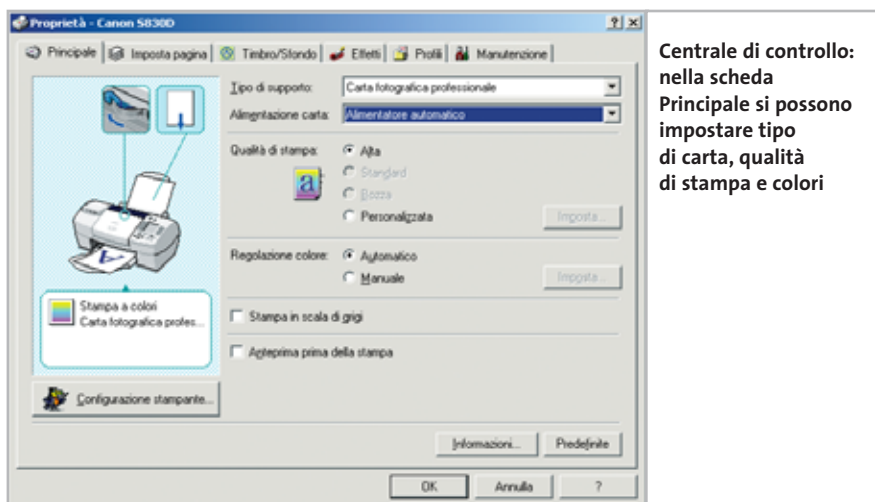 Proprietà - Canon S830D
Principale
Imposta pagina
Timbro/Sfondo
Effetti
Profili
Manutenzione
Tipo di supporto:
Carta fotografica professionale
Alimentazione carta:
Alimentatore automatico
Qualità di stampa:
Alta
Standard
Bozza
Personalizzata
Imposta...
Regolazione colore:
Automatico
Manuale
Imposta...
Stampa a colori
Carta fotografica profes...
Stampa in scala di grigi
Anteprima prima della stampa
Configurazione stampante...
Informazioni...
Predefinite
OK
Annulla
?
Centrale di controllo:
nella scheda
Principale si possono
impostare tipo
di carta, qualità
di stampa e colori